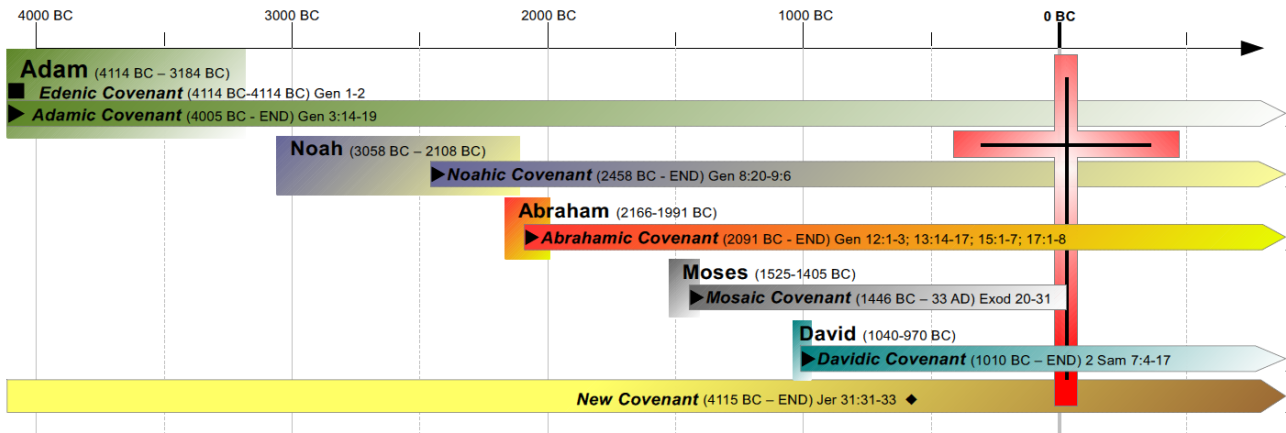 4000 BC 3000 BC 2000 BC 1000 BC 0 BC
Adam (4114 BC – 3184 BC)
Edenic Covenant (4114 BC-4114 BC) Gen 1-2
Adamic Covenant (4005 BC - END) Gen 3:14-19
Noah (3058 BC – 2108 BC)
Noahic Covenant (2458 BC - END) Gen 8:20-9:6
Abraham (2166-1991 BC)
Abrahamic Covenant (2091 BC - END) Gen 12:1-3; 13:14-17; 15:1-7; 17:1-8
Moses (1525-1405 BC)
Mosaic Covenant (1446 BC – 33 AD) Exod 20-31
David (1040-970 BC)
Davidic Covenant (1010 BC – END) 2 Sam 7:4-17
New Covenant (4115 BC – END) Jer 31:31-33